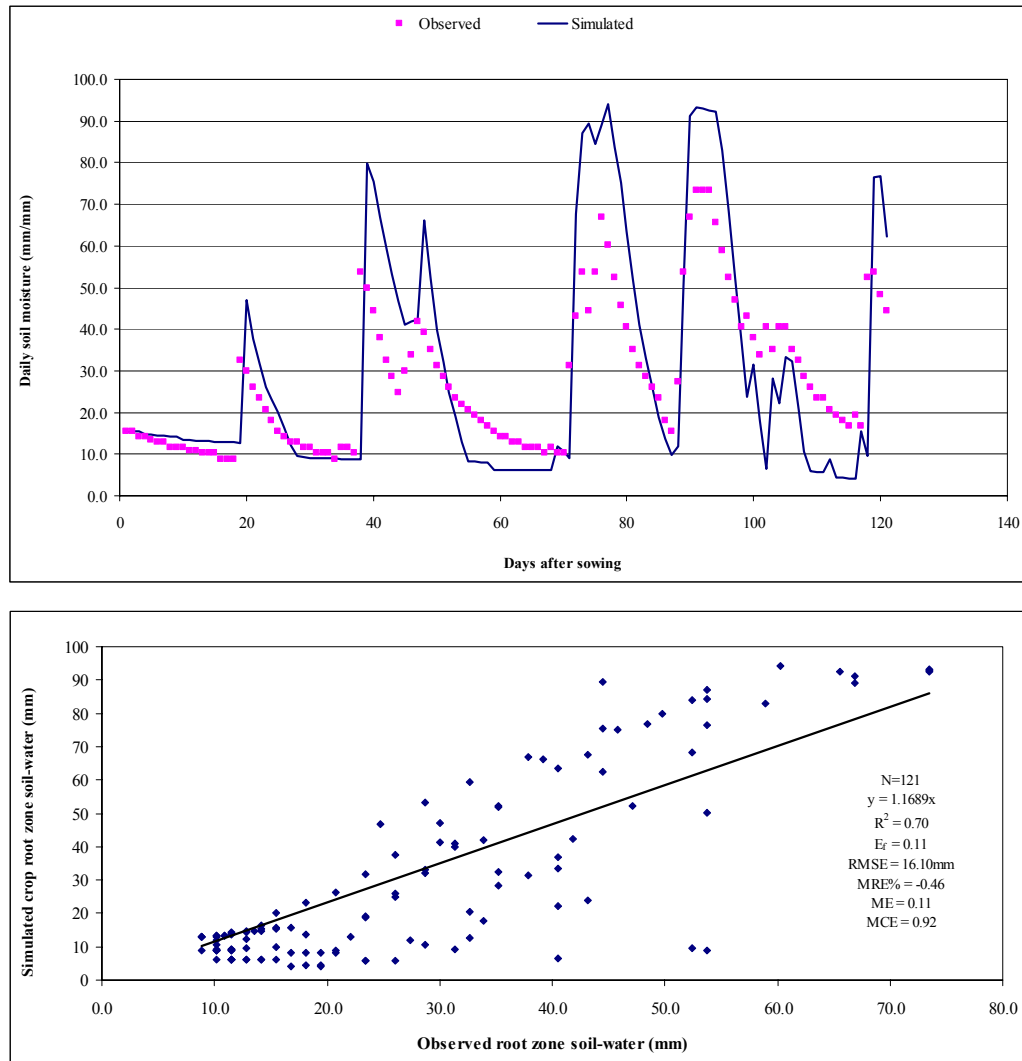 Observed Simulated
100.0
90.0
80.0
70.0
60.0
50.0
40.0
30.0
20.0
10.0
0.0
Daily soil moisture (mm/mm)
0 20 40 60 80 100 120 140
Days after sowing
100
90
80
70
60
50
40
30
20
10
0
Simulated crop root zone soil-water (mm)
N=121
y = 1.1689x
R² = 0.70
Ef = 0.11
RMSE = 16.10mm
MRE% = -0.46
ME = 0.11
MCE = 0.92
0.0 10.0 20.0 30.0 40.0 50.0 60.0 70.0 80.0
Observed root zone soil-water (mm)